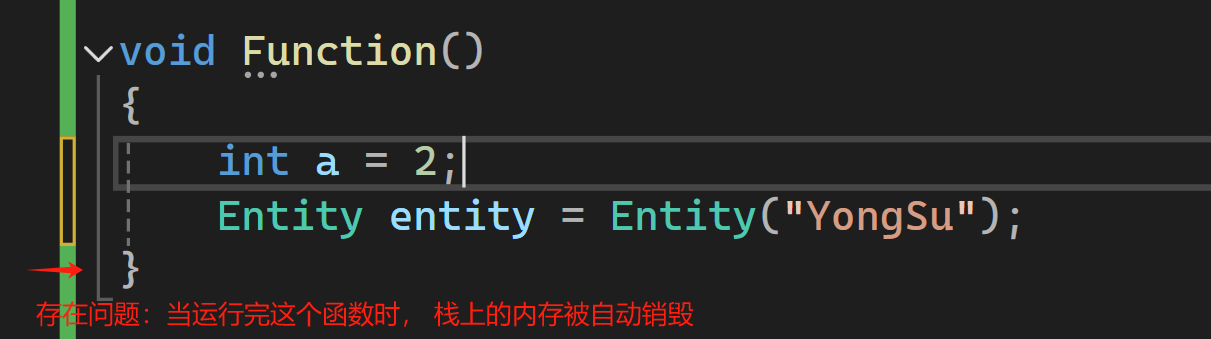 void Function()
{
int a = 2;
Entity entity = Entity("YongSu");
}
存在问题：当运行完这个函数时， 栈上的内存被自动销毁